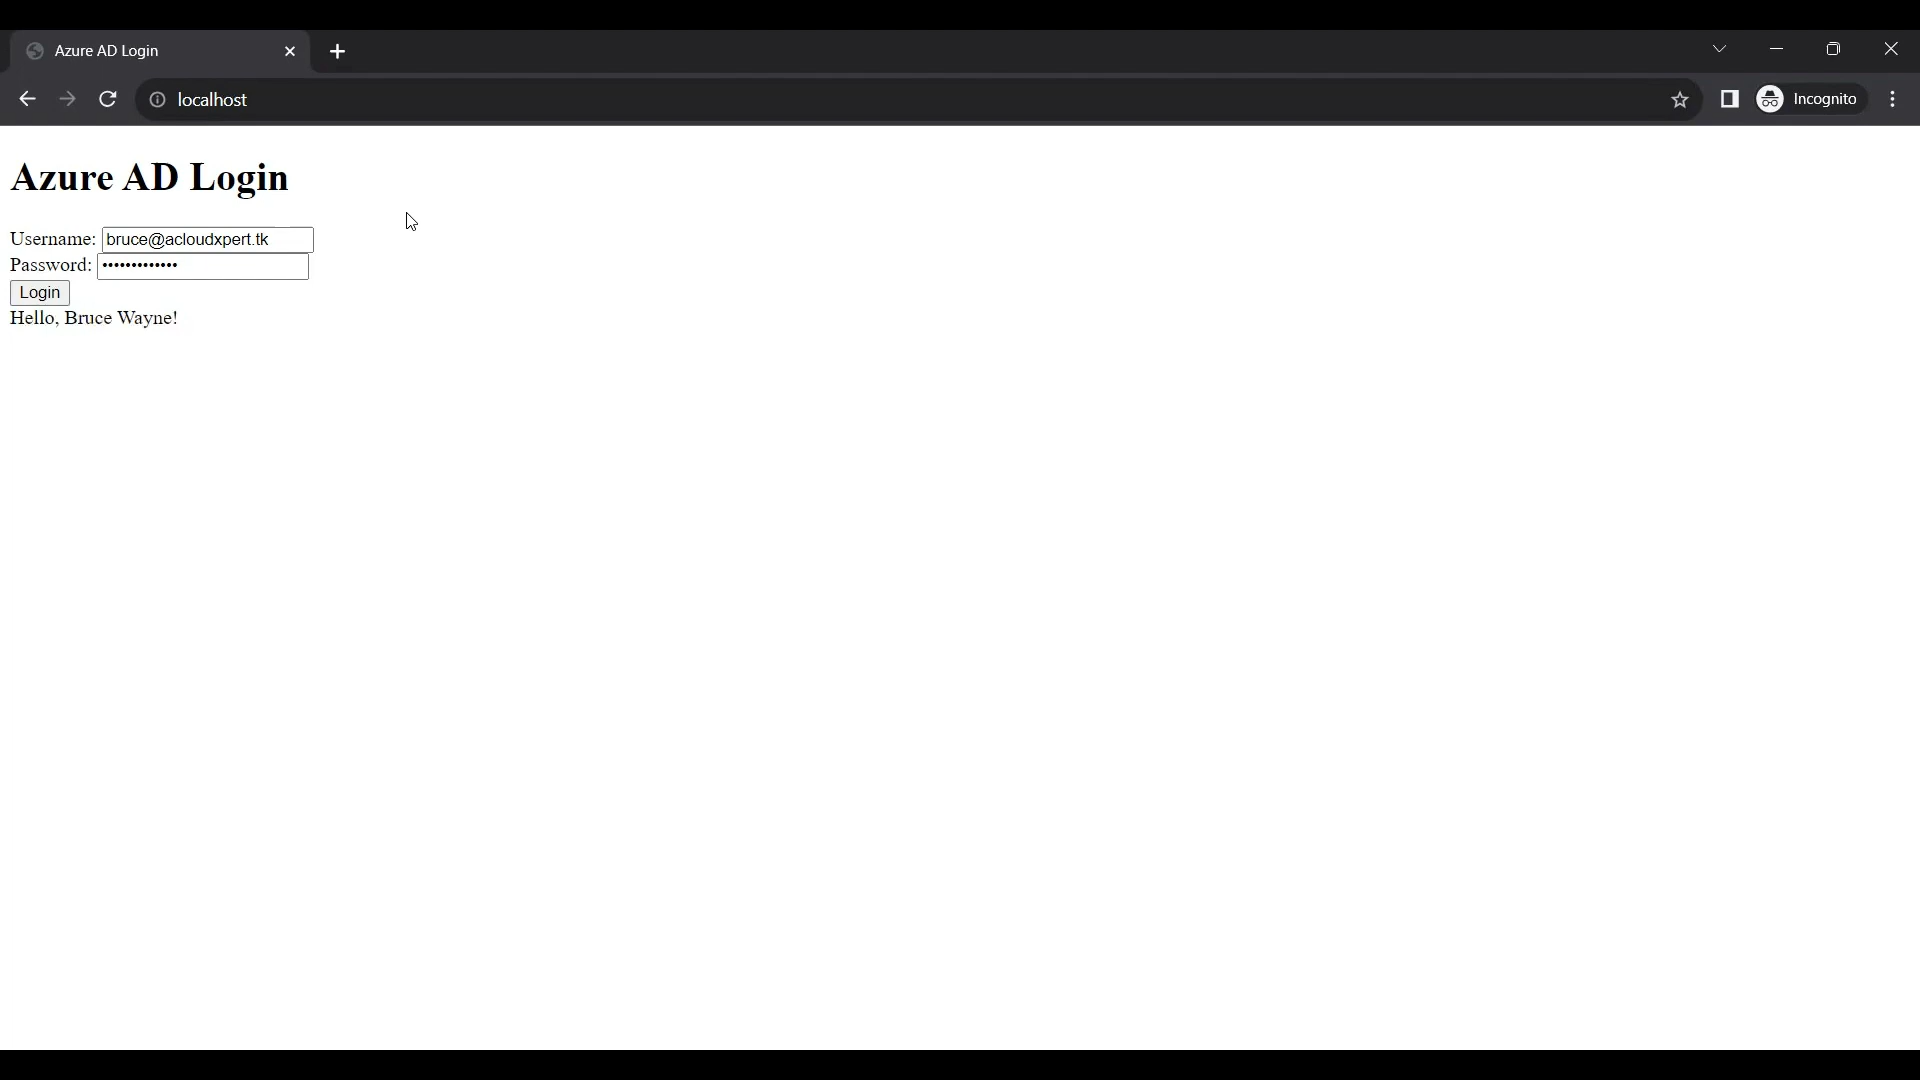 Azure AD Login
localhost
Incognito
Azure AD Login
Username: bruce@acloudxpert.tk
Password: •••••••••••••
Login
Hello, Bruce Wayne!